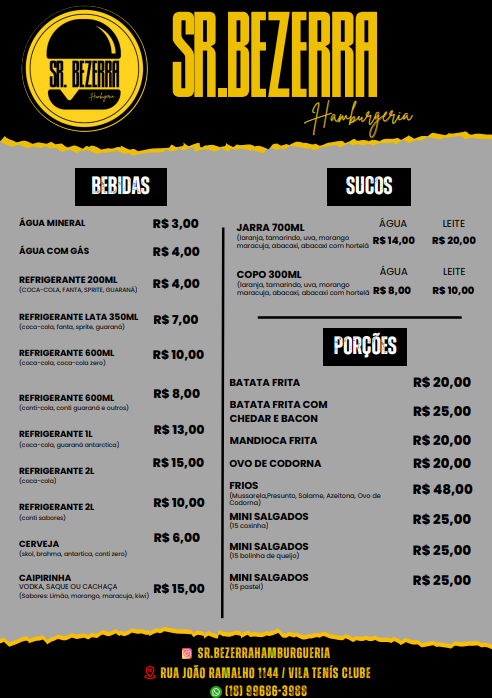 SR. BEZERRA
Hamburgeria
SR.BEZERRA
Hamburgeria
BEBIDAS
ÁGUA MINERAL R$ 3,00
ÁGUA COM GÁS R$ 4,00
REFRIGERANTE 200ML R$ 4,00
(COCA-COLA, FANTA, SPRITE, GUARANÁ)
REFRIGERANTE LATA 350ML R$ 7,00
(coca-cola, fanta, sprite, guaraná)
REFRIGERANTE 600ML R$ 10,00
(coca-cola, coca-cola zero)
REFRIGERANTE 600ML R$ 8,00
(conti-cola, conti guaraná e outros)
REFRIGERANTE 1L R$ 13,00
(coca-cola, guaraná antarctica)
REFRIGERANTE 2L R$ 15,00
(coca-cola)
REFRIGERANTE 2L R$ 10,00
(conti sabores)
CERVEJA R$ 6,00
(skol, brahma, antartica, conti zero)
CAIPIRINHA
VODKA, SAQUE OU CACHAÇA R$ 15,00
(Sabores: Limão, morango, maracuja, kiwi)
SUCOS
ÁGUA LEITE
JARRA 700ML
(laranja, tamarindo, uva, morango
maracuja, abacaxi, abacaxi com hortelã R$ 14,00 R$ 20,00
ÁGUA LEITE
COPO 300ML
(laranja, tamarindo, uva, morango
maracuja, abacaxi, abacaxi com hortelã R$ 8,00 R$ 10,00
PORÇÕES
BATATA FRITA R$ 20,00
BATATA FRITA COM
CHEDAR E BACON R$ 25,00
MANDIOCA FRITA R$ 20,00
OVO DE CODORNA R$ 20,00
FRIOS R$ 48,00
(Mussarela,Presunto, Salame, Azeitona, Ovo de
Codorna)
MINI SALGADOS R$ 25,00
(15 coxinha)
MINI SALGADOS R$ 25,00
(15 bolinha de queijo)
MINI SALGADOS R$ 25,00
(15 pastel)
SR.BEZERRAHAMBURGUERIA
RUA JOÃO RAMALHO 1144 / VILA TENÍS CLUBE
(18) 99686-3988